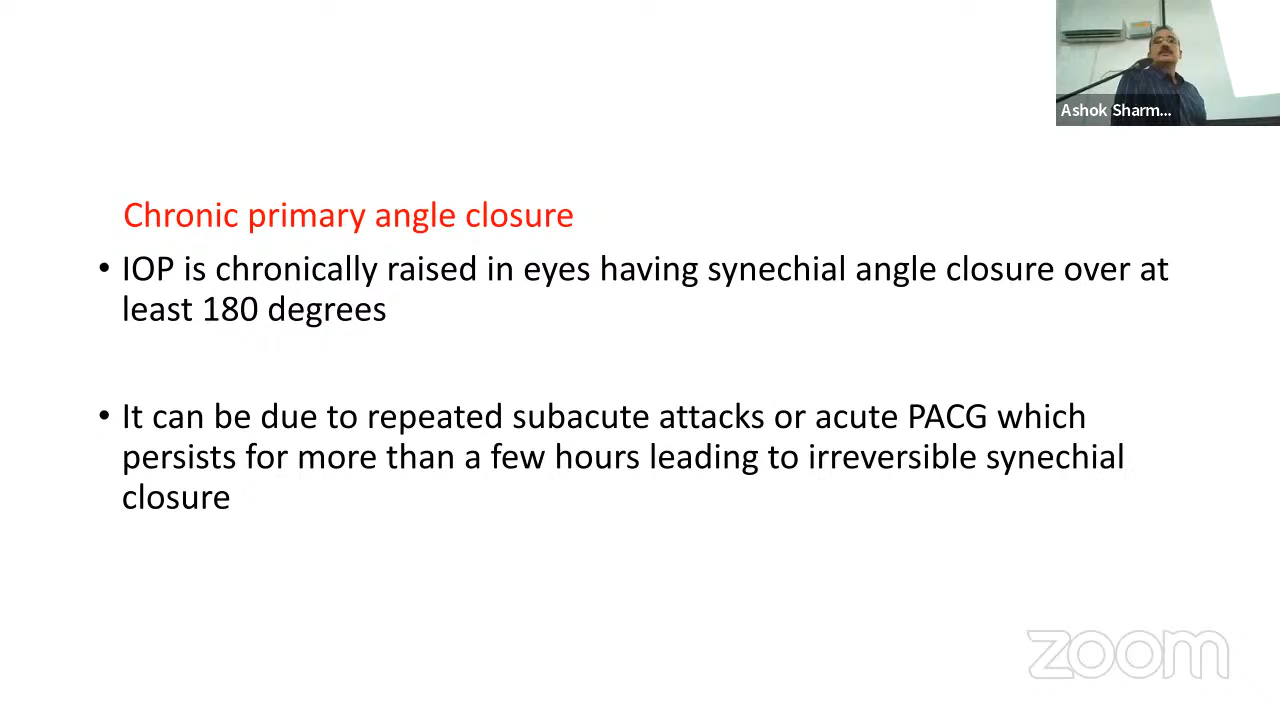 Ashok Sharm...
Chronic primary angle closure
• IOP is chronically raised in eyes having synechial angle closure over at
least 180 degrees
• It can be due to repeated subacute attacks or acute PACG which
persists for more than a few hours leading to irreversible synechial
closure
zoom